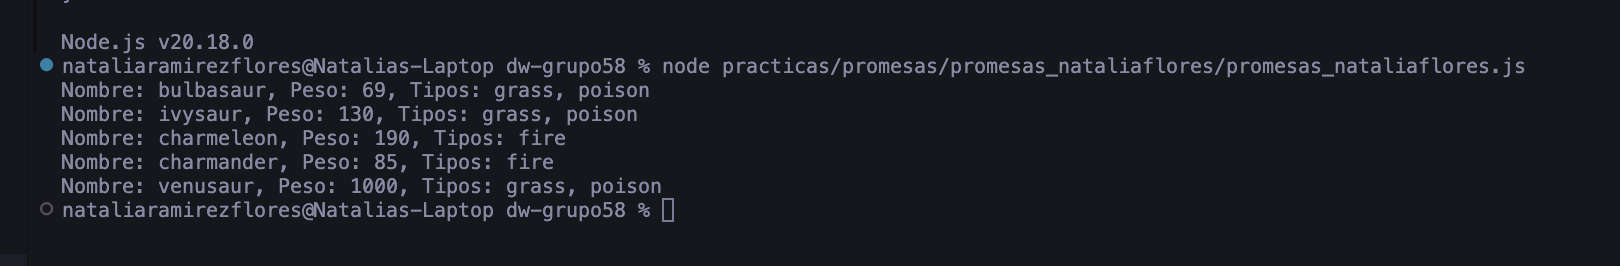 Node.js v20.18.0
nataliaramirezflores@Natalias-Laptop dw-grupo58 % node practicas/promesas/promesas_nataliaflores/promesas_nataliaflores.js
Nombre: bulbasaur, Peso: 69, Tipos: grass, poison
Nombre: ivysaur, Peso: 130, Tipos: grass, poison
Nombre: charmeleon, Peso: 190, Tipos: fire
Nombre: charmander, Peso: 85, Tipos: fire
Nombre: venusaur, Peso: 1000, Tipos: grass, poison
nataliaramirezflores@Natalias-Laptop dw-grupo58 %